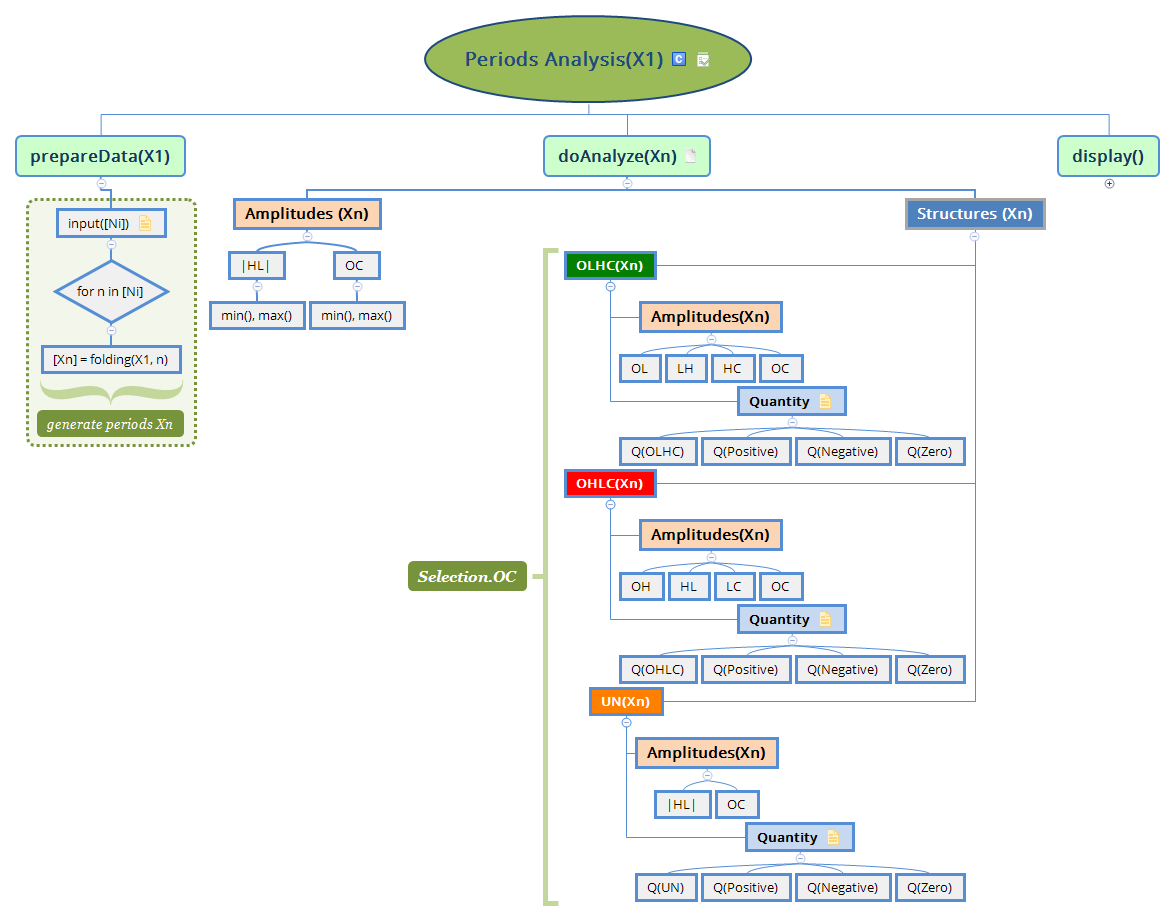 Periods Analysis(X1) C
prepareData(X1)
doAnalyze(Xn)
display()
input([Ni])
for n in [Ni]
[Xn] = folding(X1, n)
generate periods Xn
Amplitudes (Xn)
|HL|
OC
min(), max()
min(), max()
Structures (Xn)
Selection.OC
OLHC(Xn)
Amplitudes(Xn)
OL
LH
HC
OC
Quantity
Q(OLHC)
Q(Positive)
Q(Negative)
Q(Zero)
OHLC(Xn)
Amplitudes(Xn)
OH
HL
LC
OC
Quantity
Q(OHLC)
Q(Positive)
Q(Negative)
Q(Zero)
UN(Xn)
Amplitudes(Xn)
|HL|
OC
Quantity
Q(UN)
Q(Positive)
Q(Negative)
Q(Zero)